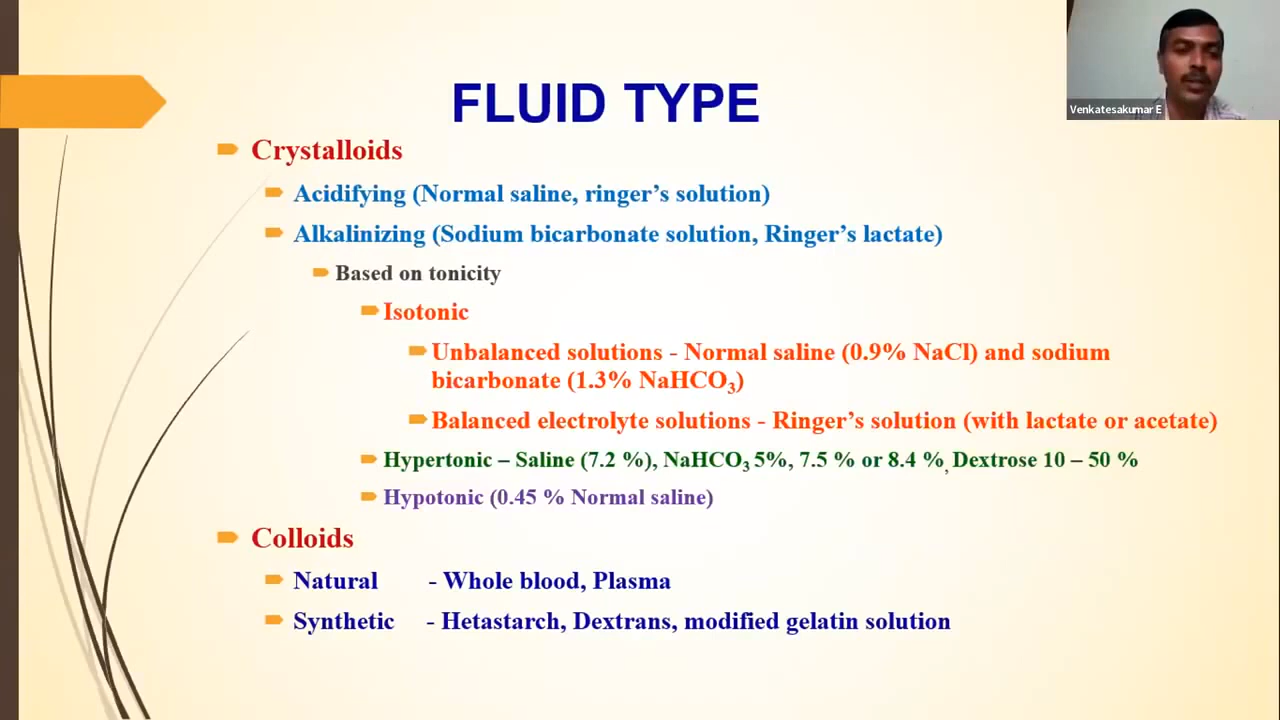 Venkatesakumar E
FLUID TYPE
Crystalloids
Acidifying (Normal saline, ringer’s solution)
Alkalinizing (Sodium bicarbonate solution, Ringer’s lactate)
Based on tonicity
Isotonic
Unbalanced solutions - Normal saline (0.9% NaCl) and sodium
bicarbonate (1.3% NaHCO₃)
Balanced electrolyte solutions - Ringer’s solution (with lactate or acetate)
Hypertonic – Saline (7.2 %), NaHCO₃ 5%, 7.5 % or 8.4 %, Dextrose 10 – 50 %
Hypotonic (0.45 % Normal saline)
Colloids
Natural - Whole blood, Plasma
Synthetic - Hetastarch, Dextrans, modified gelatin solution